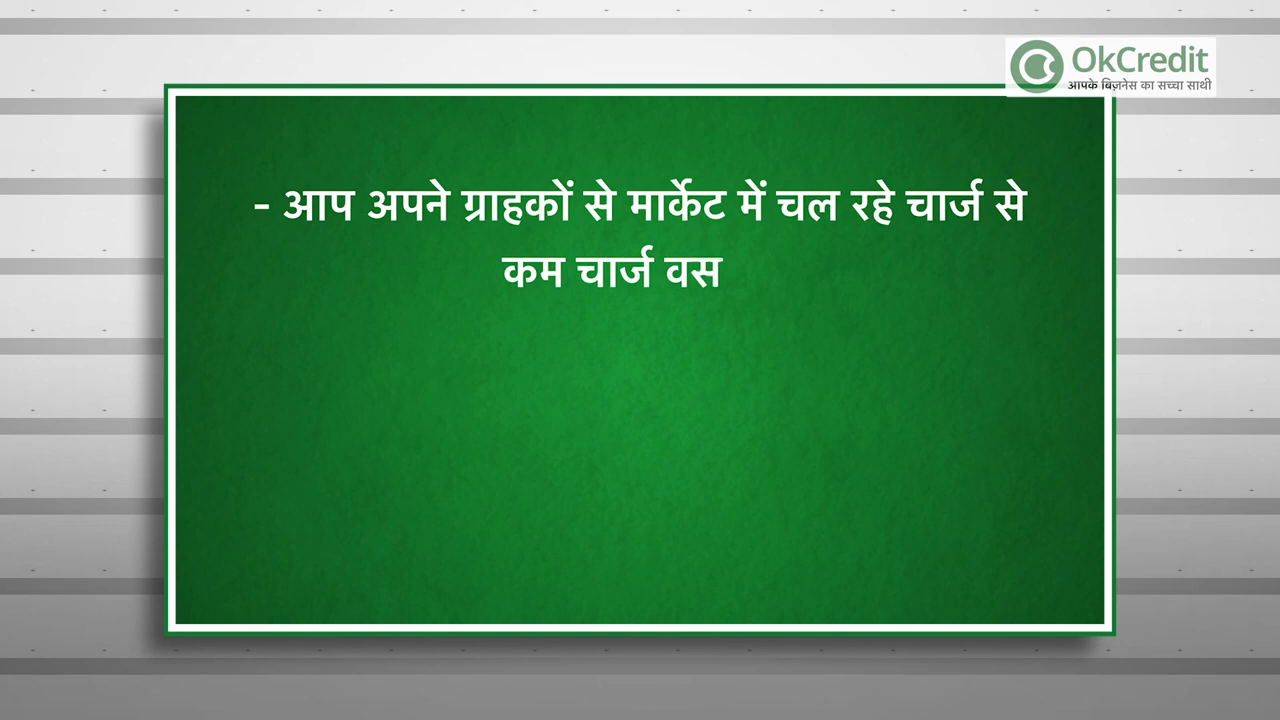 OkCredit
आपके बिज़नेस का सच्चा साथी
- आप अपने ग्राहकों से मार्केट में चल रहे चार्ज से
कम चार्ज वस